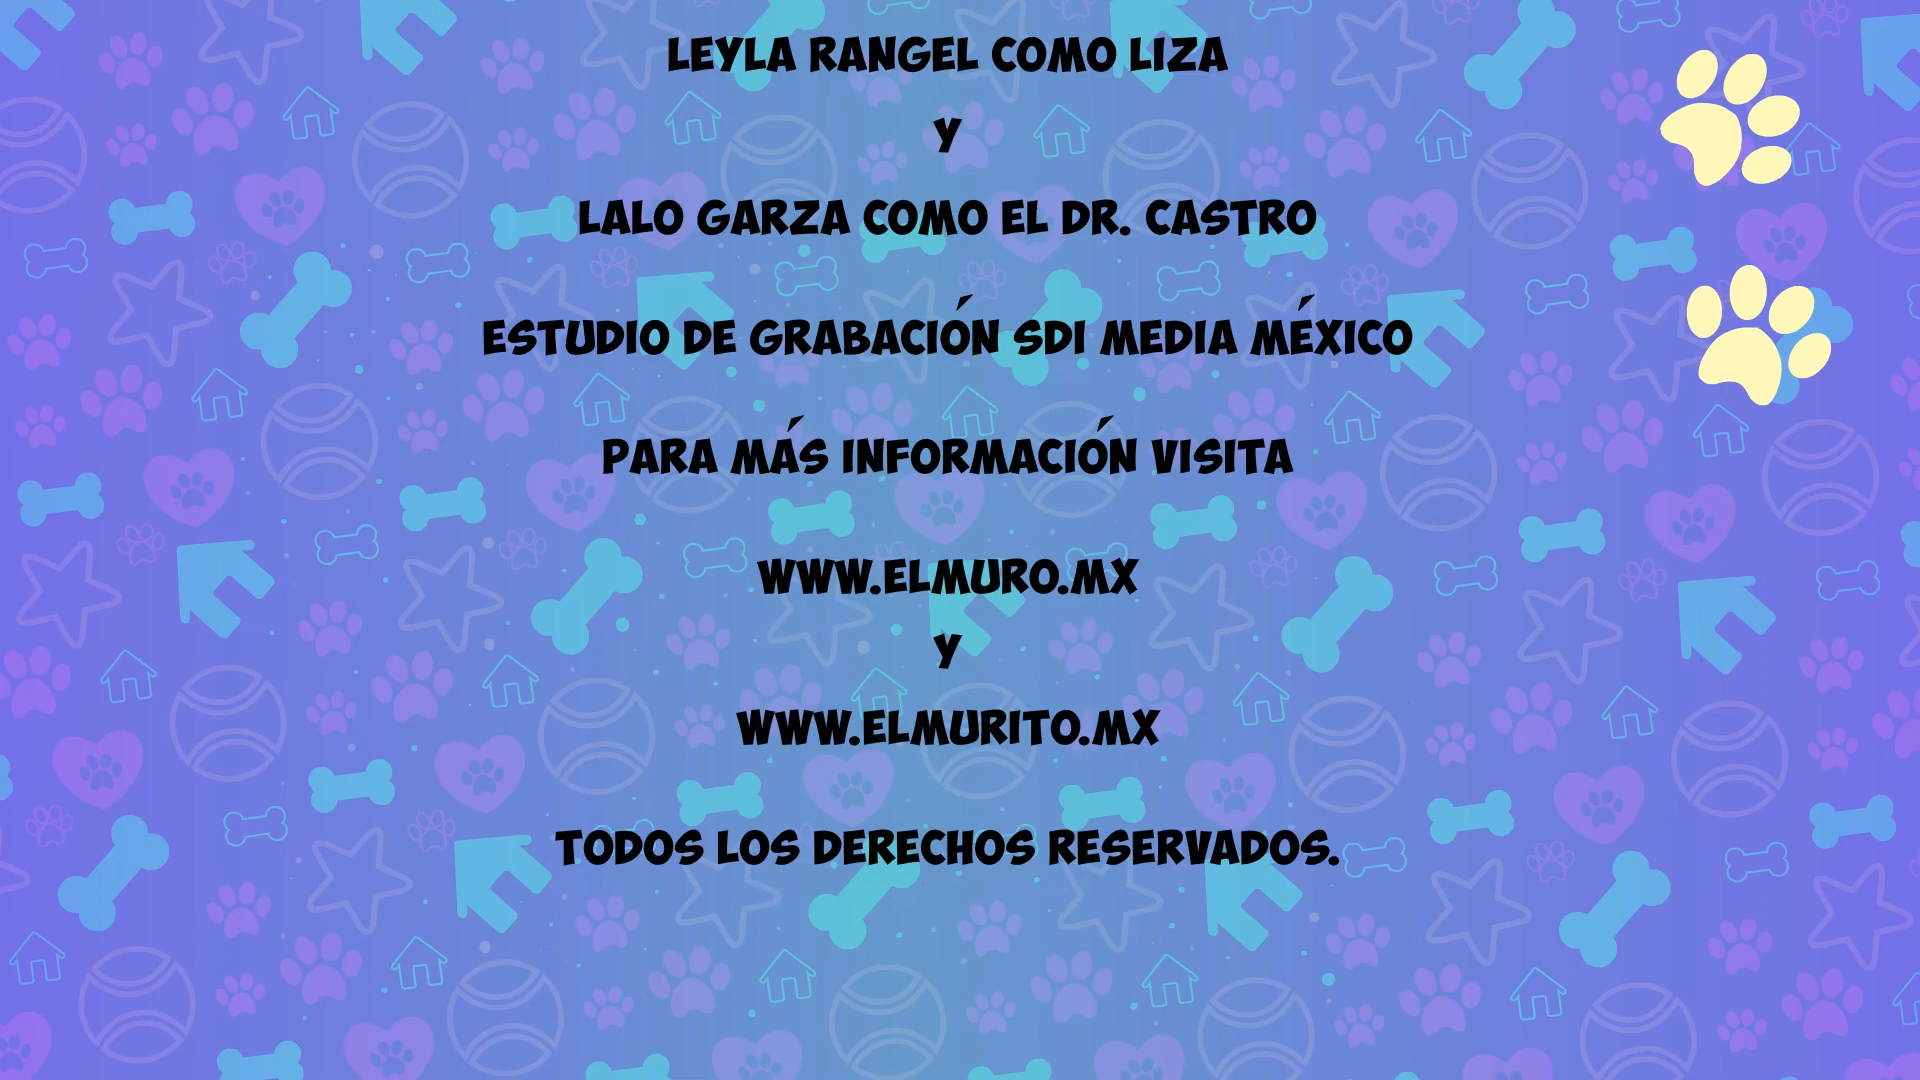 LEYLA RANGEL COMO LIZA
Y
LALO GARZA COMO EL DR. CASTRO
ESTUDIO DE GRABACIÓN SDI MEDIA MÉXICO
PARA MÁS INFORMACIÓN VISITA
WWW.ELMURO.MX
Y
WWW.ELMURITO.MX
TODOS LOS DERECHOS RESERVADOS.